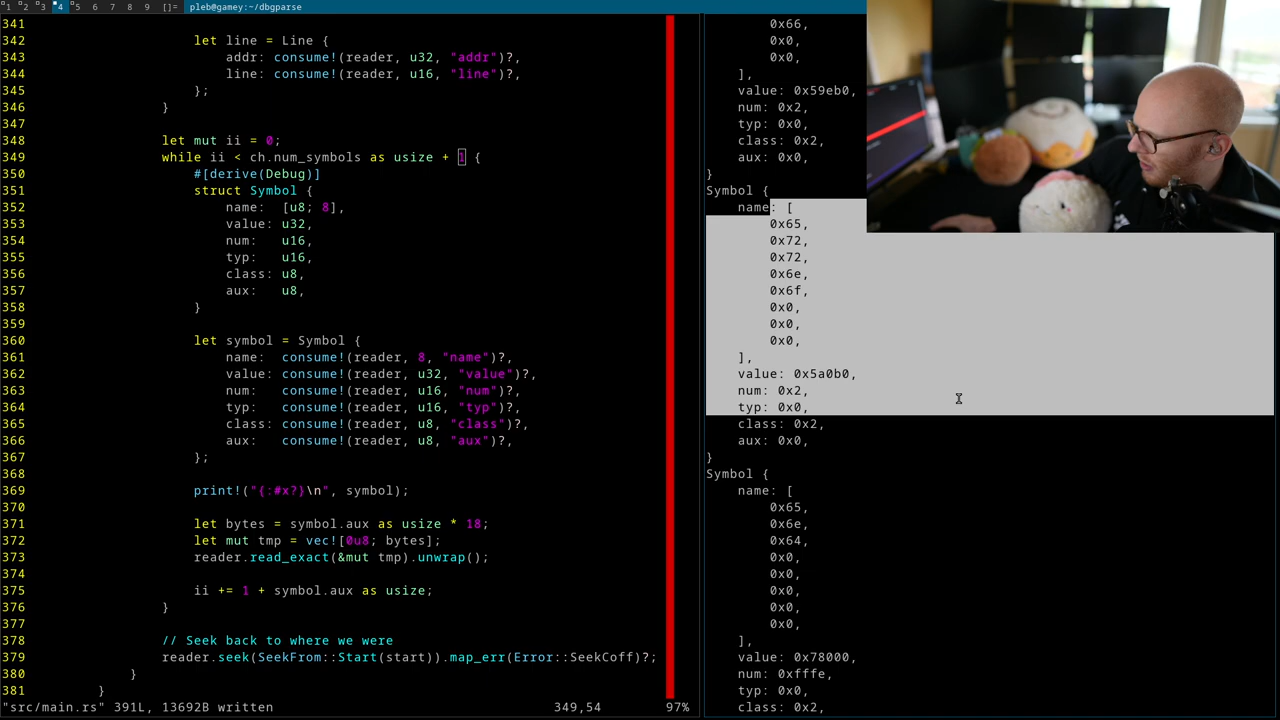 1 2 3 4 5 6 7 8 9 []= pleb@gamey:~/dbgparse
341
342 let line = Line {
343 addr: consume!(reader, u32, "addr")?,
344 line: consume!(reader, u16, "line")?,
345 };
346 }
347
348 let mut ii = 0;
349 while ii < ch.num_symbols as usize + 1 {
350 #[derive(Debug)]
351 struct Symbol {
352 name: [u8; 8],
353 value: u32,
354 num: u16,
355 typ: u16,
356 class: u8,
357 aux: u8,
358 }
359
360 let symbol = Symbol {
361 name: consume!(reader, 8, "name")?,
362 value: consume!(reader, u32, "value")?,
363 num: consume!(reader, u16, "num")?,
364 typ: consume!(reader, u16, "typ")?,
365 class: consume!(reader, u8, "class")?,
366 aux: consume!(reader, u8, "aux")?,
367 };
368
369 print!("{:#x?}\n", symbol);
370
371 let bytes = symbol.aux as usize * 18;
372 let mut tmp = vec![0u8; bytes];
373 reader.read_exact(&mut tmp).unwrap();
374
375 ii += 1 + symbol.aux as usize;
376 }
377
378 // Seek back to where we were
379 reader.seek(SeekFrom::Start(start)).map_err(Error::SeekCoff)?;
380 }
381 }
"src/main.rs" 391L, 13692B written 349,54 97%
0x66,
0x0,
0x0,
],
value: 0x59eb0,
num: 0x2,
typ: 0x0,
class: 0x2,
aux: 0x0,
}
Symbol {
name: [
0x65,
0x72,
0x72,
0x6e,
0x6f,
0x0,
0x0,
0x0,
],
value: 0x5a0b0,
num: 0x2,
typ: 0x0,
class: 0x2,
aux: 0x0,
}
Symbol {
name: [
0x65,
0x6e,
0x64,
0x0,
0x0,
0x0,
0x0,
0x0,
],
value: 0x78000,
num: 0xfffe,
typ: 0x0,
class: 0x2,